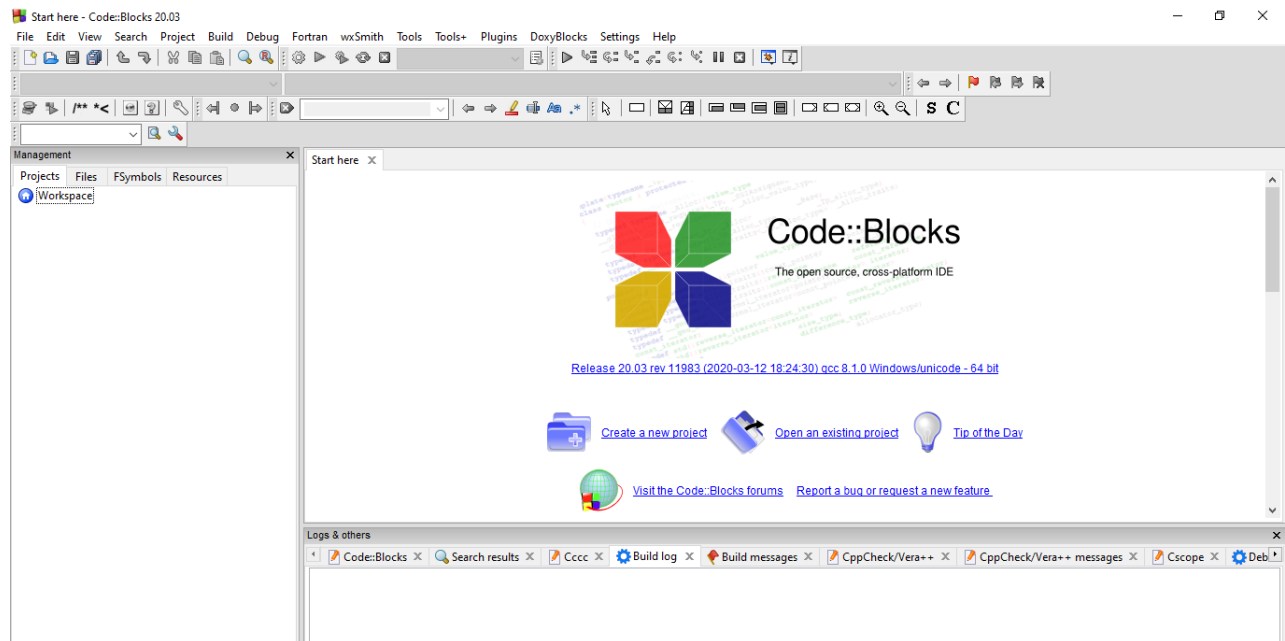 Start here - Code::Blocks 20.03
File Edit View Search Project Build Debug Fortran wxSmith Tools Tools+ Plugins DoxyBlocks Settings Help
/** *< .* S C
Management
Projects Files FSymbols Resources
Workspace
Start here
Code::Blocks
The open source, cross-platform IDE
Release 20.03 rev 11983 (2020-03-12 18:24:30) gcc 8.1.0 Windows/unicode - 64 bit
Create a new project Open an existing project Tip of the Day
Visit the Code::Blocks forums Report a bug or request a new feature
Logs & others
Code::Blocks Search results Cccc Build log Build messages CppCheck/Vera++ CppCheck/Vera++ messages Cscope Deb